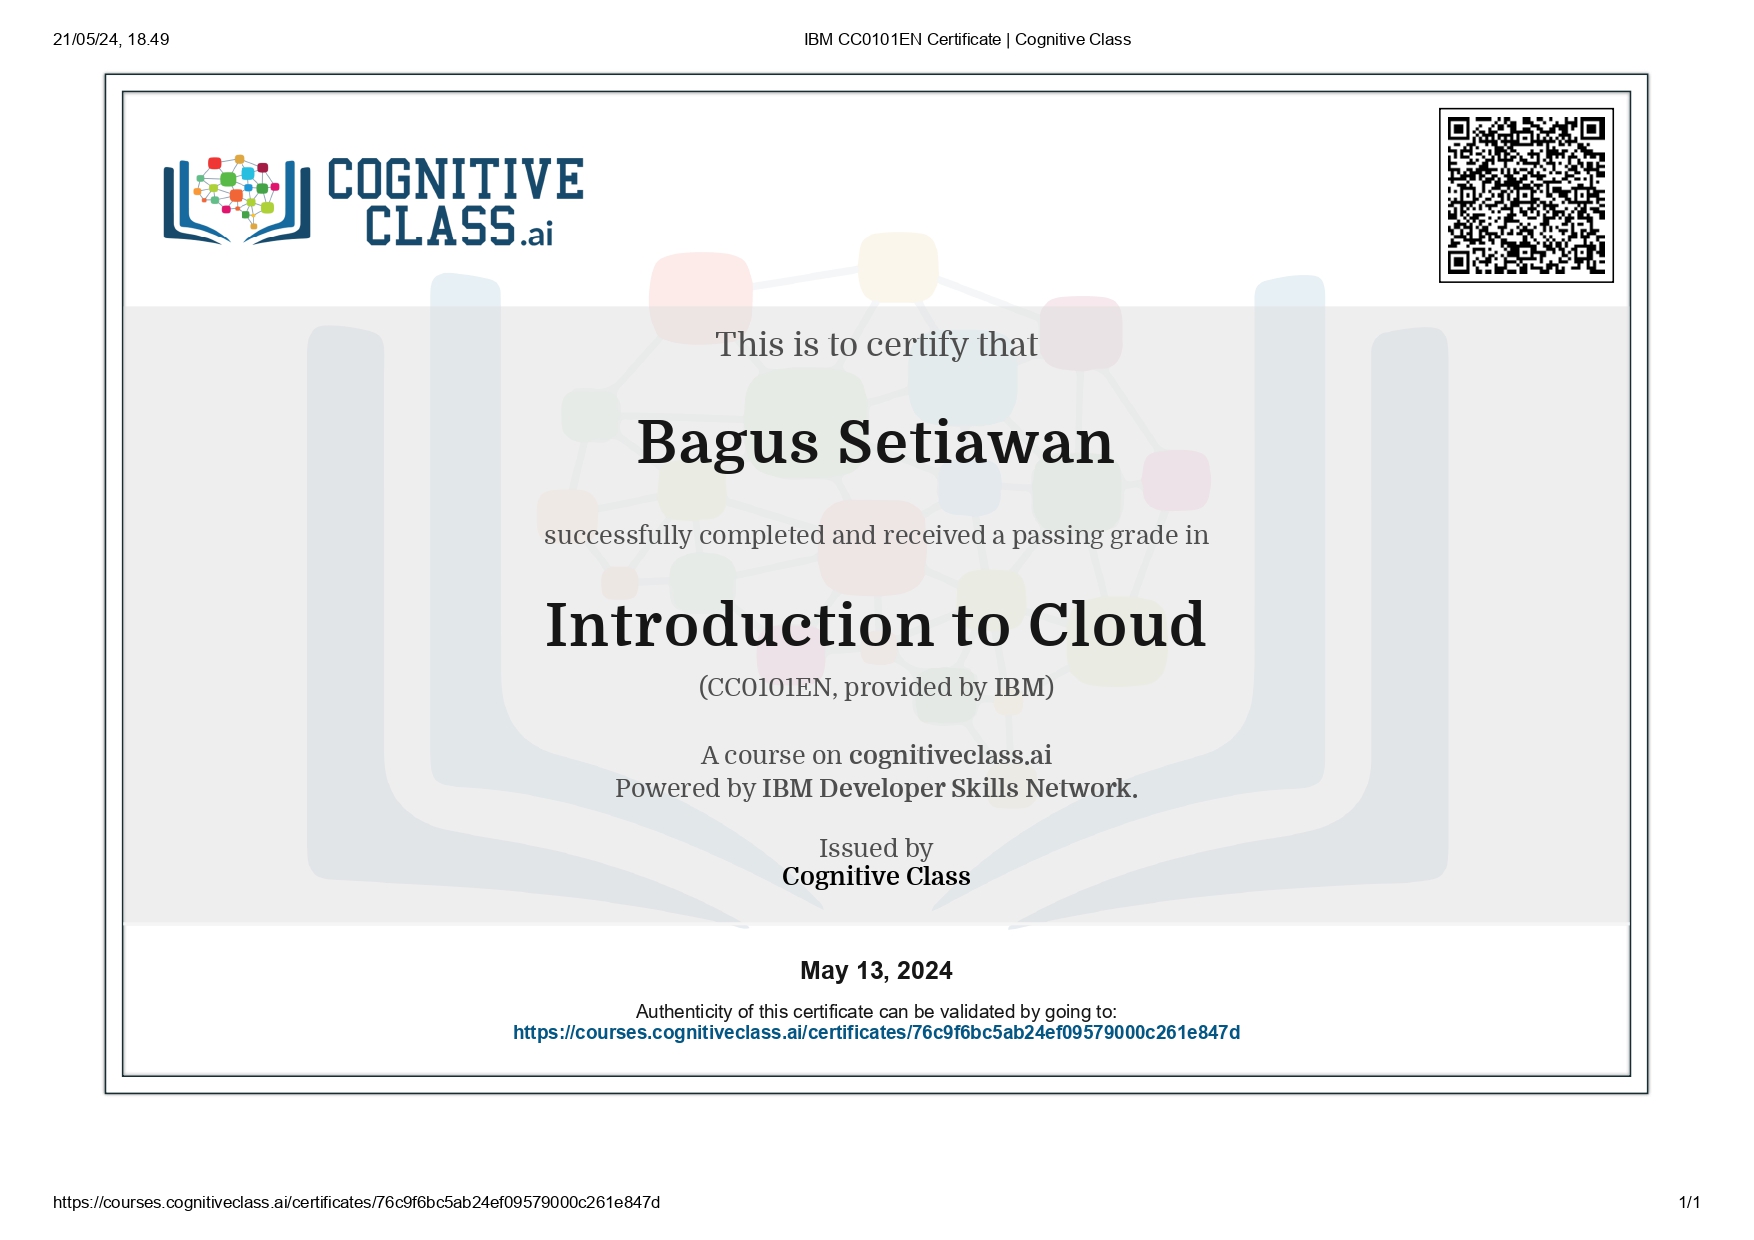 21/05/24, 18.49
IBM CC0101EN Certificate | Cognitive Class
COGNITIVE
CLASS.ai
This is to certify that
Bagus Setiawan
successfully completed and received a passing grade in
Introduction to Cloud
(CC0101EN, provided by IBM)
A course on cognitiveclass.ai
Powered by IBM Developer Skills Network.
Issued by
Cognitive Class
May 13, 2024
Authenticity of this certificate can be validated by going to:
https://courses.cognitiveclass.ai/certificates/76c9f6bc5ab24ef09579000c261e847d
https://courses.cognitiveclass.ai/certificates/76c9f6bc5ab24ef09579000c261e847d
1/1